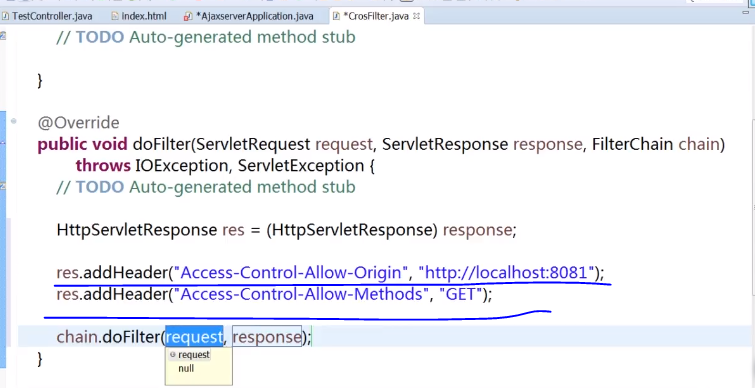 TestController.java index.html *AjaxserverApplication.java *CrosFilter.java
// TODO Auto-generated method stub
}
@Override
public void doFilter(ServletRequest request, ServletResponse response, FilterChain chain)
throws IOException, ServletException {
// TODO Auto-generated method stub
HttpServletResponse res = (HttpServletResponse) response;
res.addHeader("Access-Control-Allow-Origin", "http://localhost:8081");
res.addHeader("Access-Control-Allow-Methods", "GET");
chain.doFilter(request, response);
request
null
}